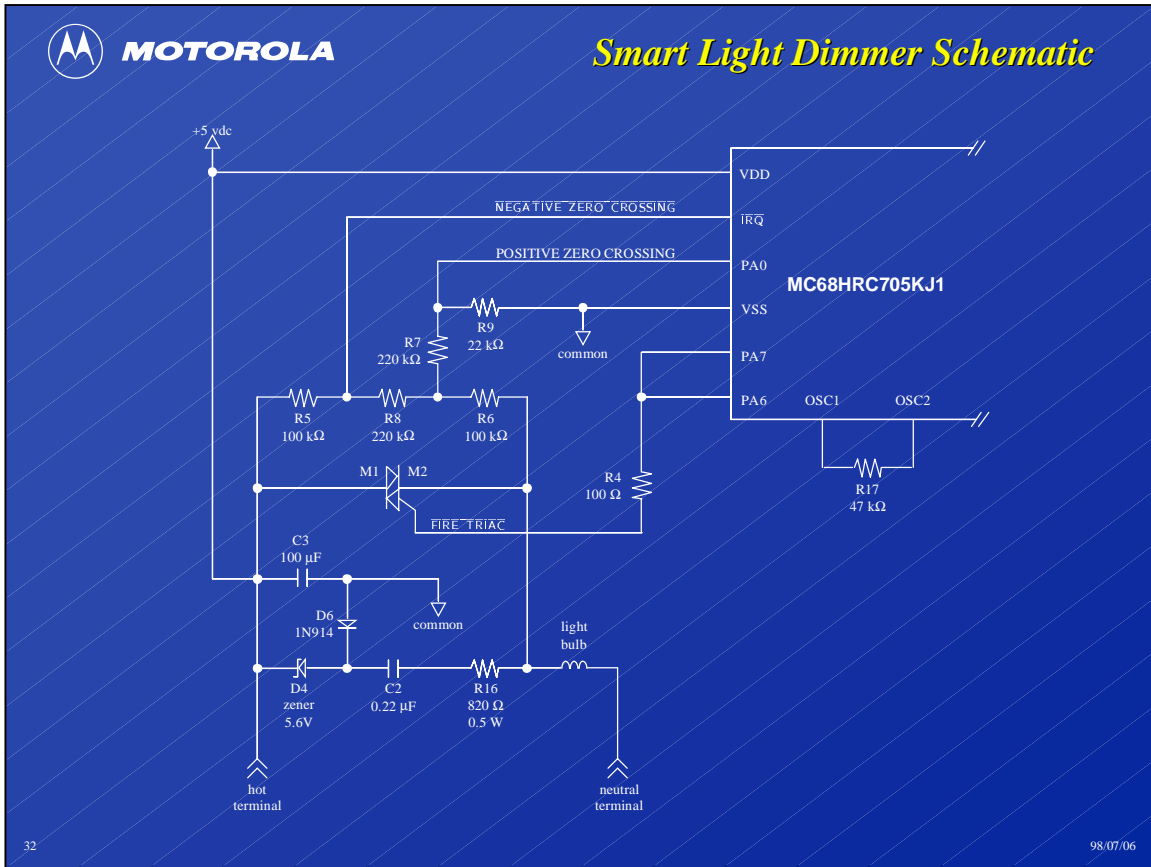 MOTOROLA
Smart Light Dimmer Schematic
+5 vdc
VDD
NEGATIVE ZERO CROSSING
IRQ
POSITIVE ZERO CROSSING
PA0
MC68HRC705KJ1
VSS
R9
22 kΩ
common
R7
220 kΩ
PA7
PA6
OSC1
OSC2
R5
100 kΩ
R8
220 kΩ
R6
100 kΩ
M1
M2
R4
100 Ω
R17
47 kΩ
FIRE TRIAC
C3
100 µF
D6
1N914
common
light
bulb
D4
zener
5.6V
C2
0.22 µF
R16
820 Ω
0.5 W
hot
terminal
neutral
terminal
32
98/07/06